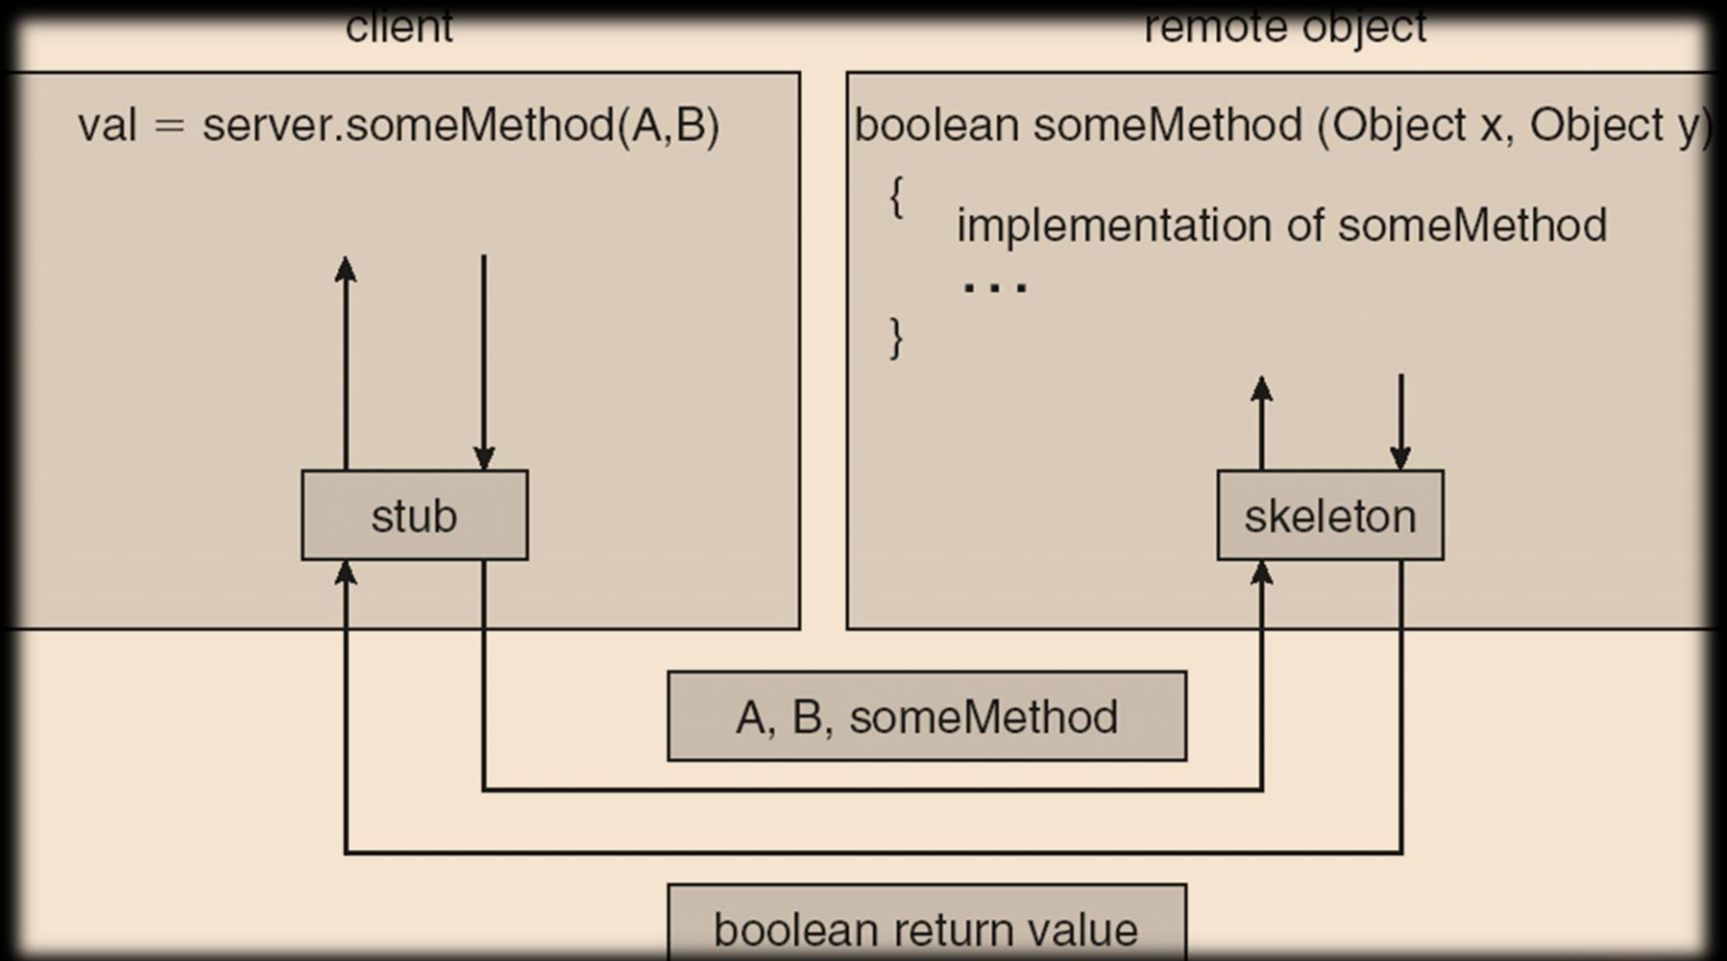 client
remote object
val = server.someMethod(A,B)
boolean someMethod (Object x, Object y)
{
implementation of someMethod
...
}
stub
skeleton
A, B, someMethod
boolean return value